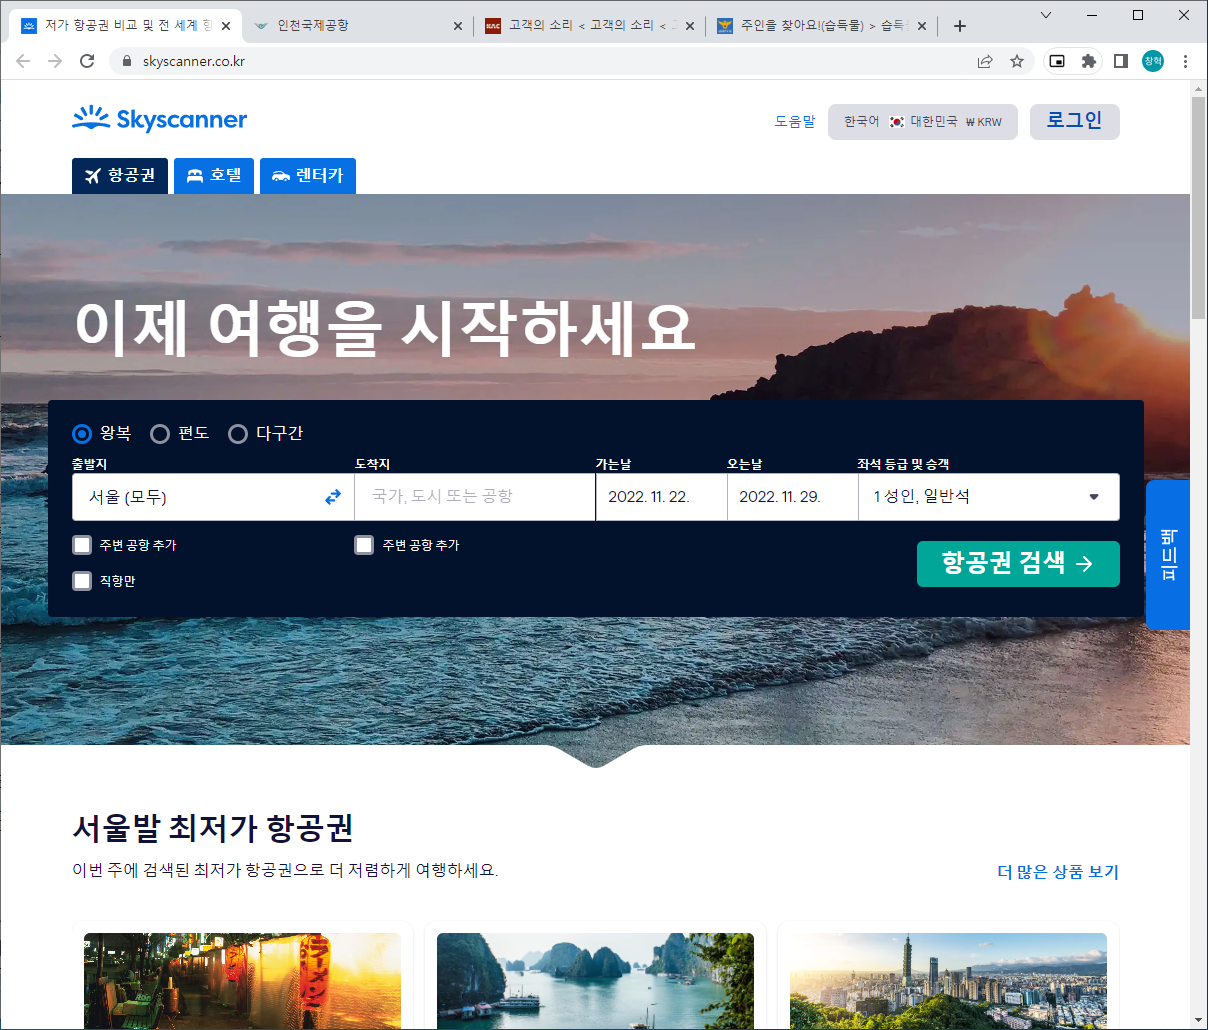 저가 항공권 비교 및 전 세계 항
인천국제공항
고객의 소리 < 고객의 소리 <
주인을 찾아요!(습득물) > 습득
skyscanner.co.kr
창혁
Skyscanner
도움말
한국어 대한민국 ₩ KRW
로그인
항공권
호텔
렌터카
이제 여행을 시작하세요
왕복
편도
다구간
출발지
도착지
가는날
오는날
좌석 등급 및 승객
서울 (모두)
국가, 도시 또는 공항
2022. 11. 22.
2022. 11. 29.
1 성인, 일반석
주변 공항 추가
주변 공항 추가
직항만
항공권 검색 →
피드백
서울발 최저가 항공권
이번 주에 검색된 최저가 항공권으로 더 저렴하게 여행하세요.
더 많은 상품 보기